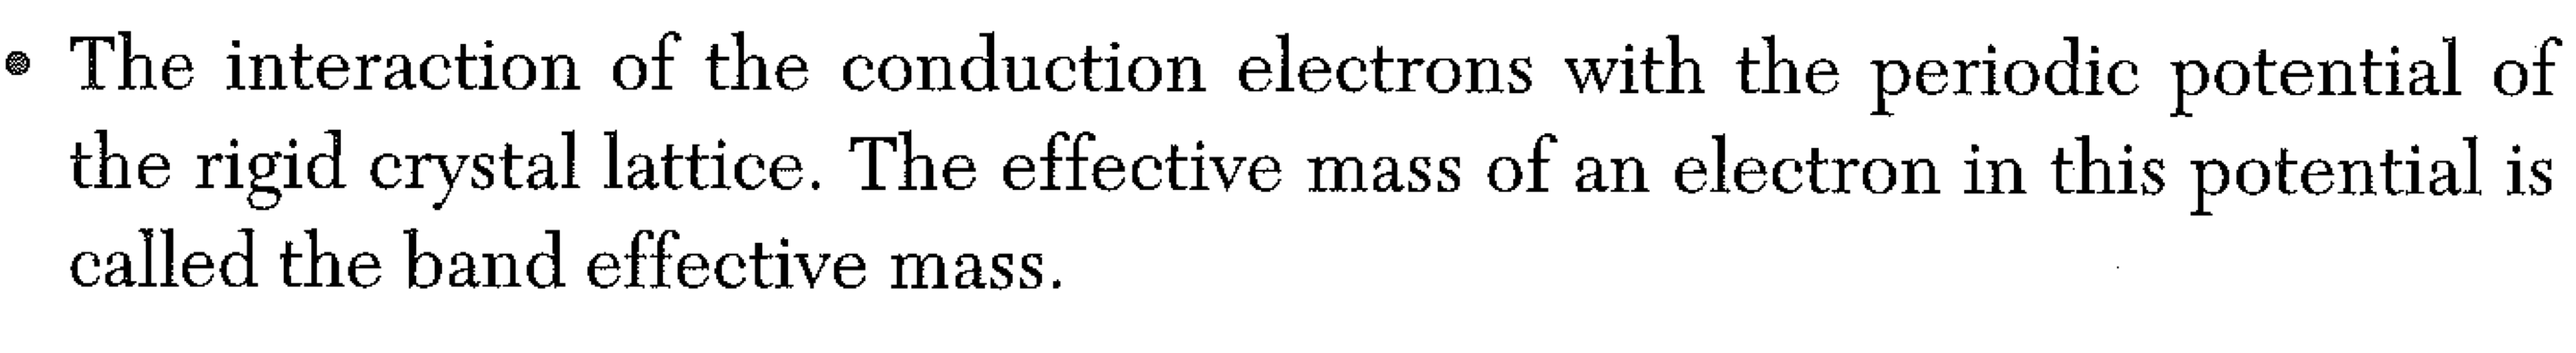 • The interaction of the conduction electrons with the periodic potential of
the rigid crystal lattice. The effective mass of an electron in this potential is
called the band effective mass.